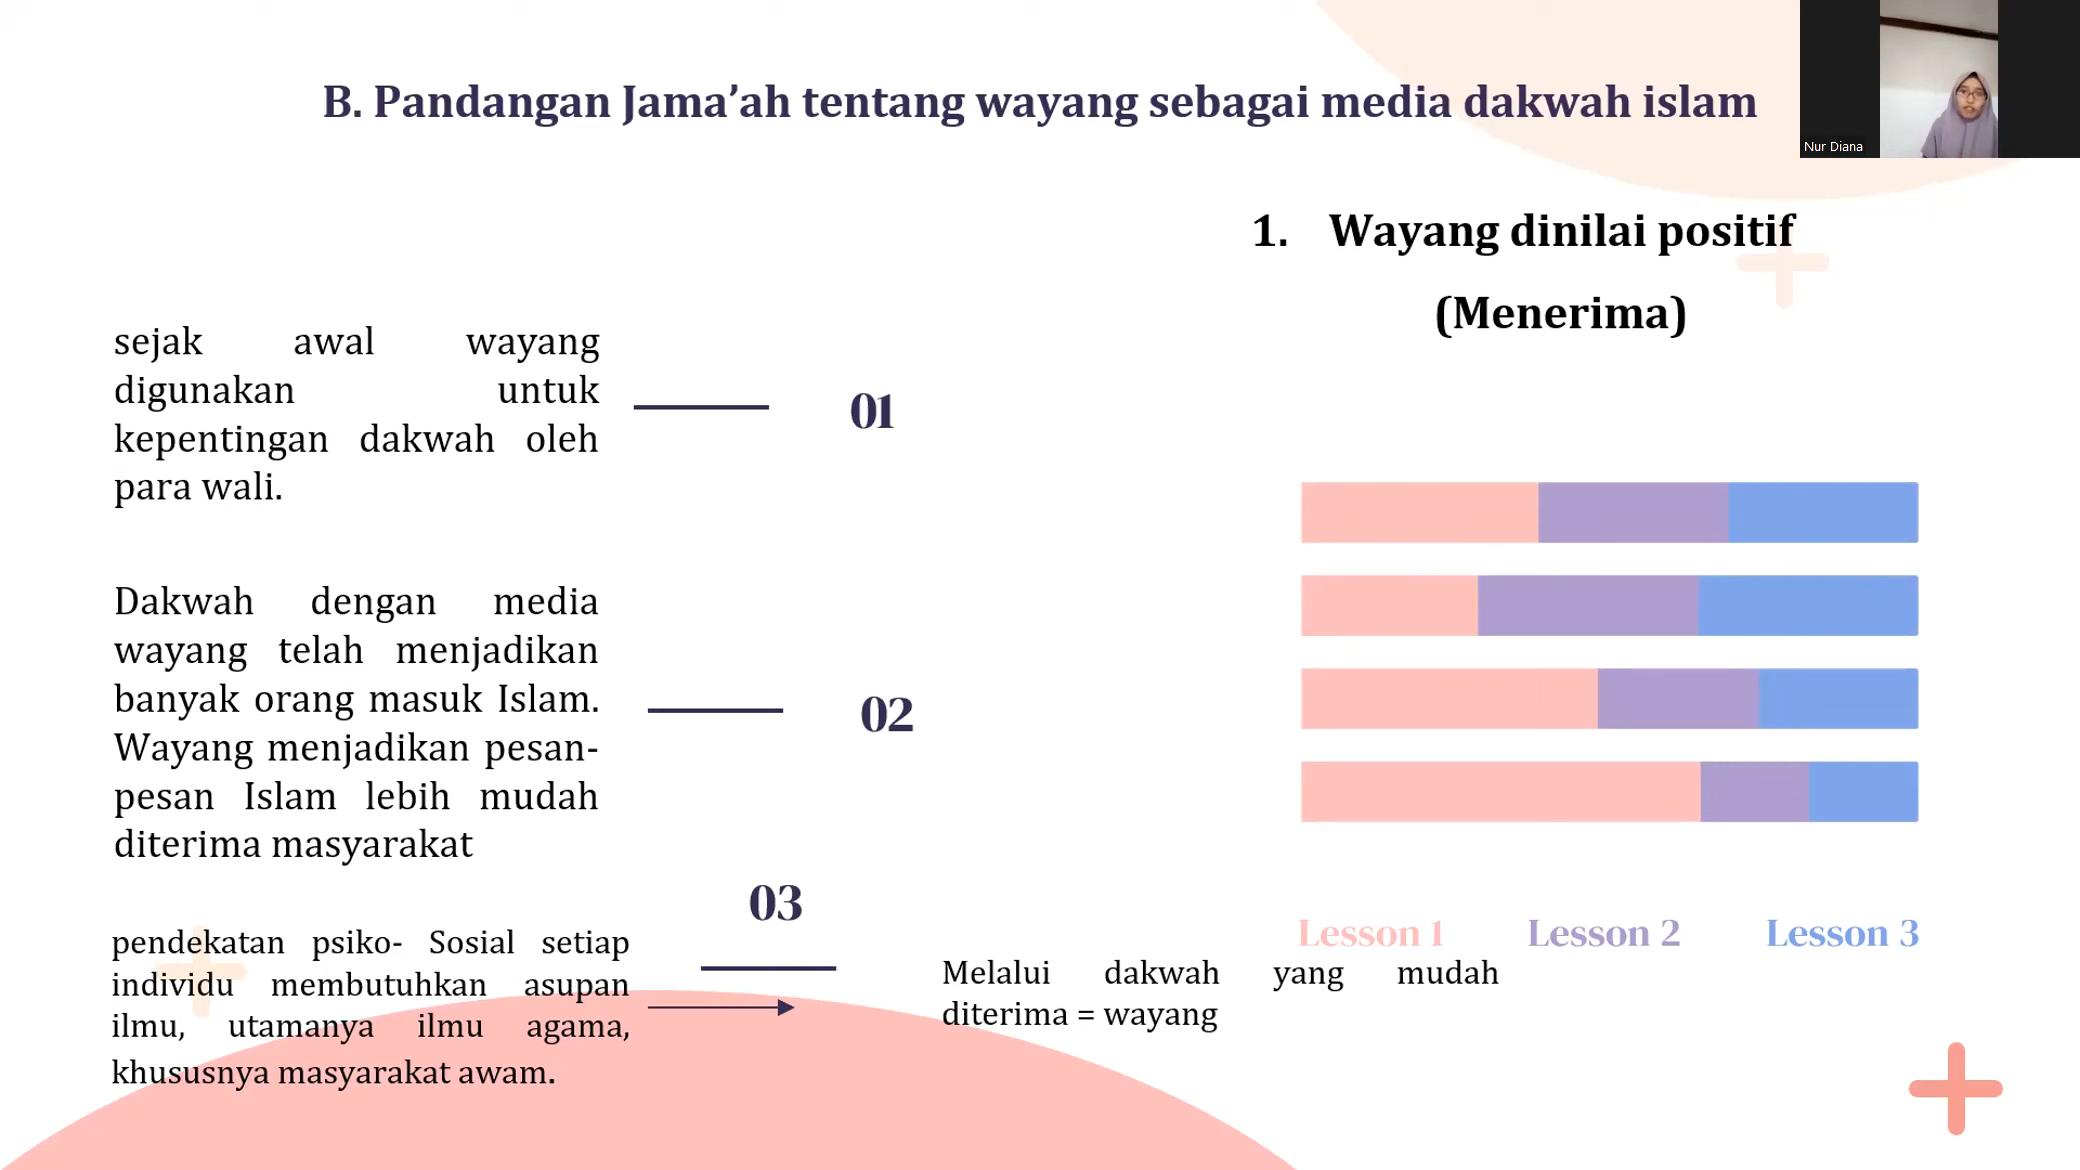 B. Pandangan Jama’ah tentang wayang sebagai media dakwah islam
Nur Diana
1. Wayang dinilai positif
(Menerima)
sejak awal wayang
digunakan untuk
kepentingan dakwah oleh
para wali.
01
Dakwah dengan media
wayang telah menjadikan
banyak orang masuk Islam.
Wayang menjadikan pesan-
pesan Islam lebih mudah
diterima masyarakat
02
03
pendekatan psiko- Sosial setiap
individu membutuhkan asupan
ilmu, utamanya ilmu agama,
khususnya masyarakat awam.
Melalui dakwah yang mudah
diterima = wayang
Lesson 1 Lesson 2 Lesson 3